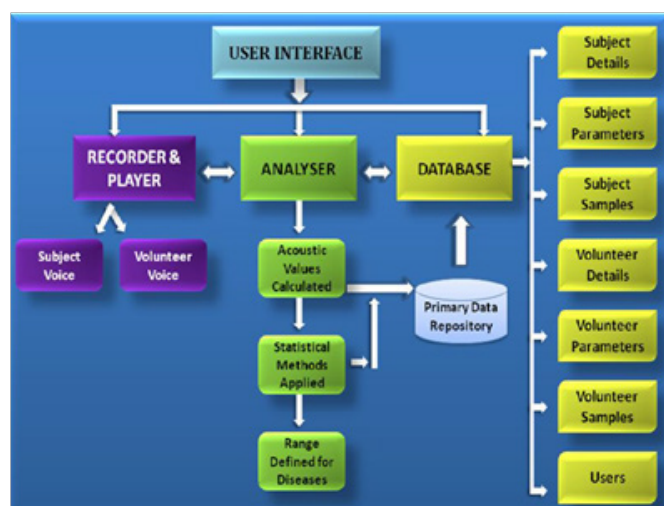 USER INTERFACE
RECORDER &
PLAYER
ANALYSER
DATABASE
Subject
Voice
Volunteer
Voice
Acoustic
Values
Calculated
Statistical
Methods
Applied
Range
Defined for
Diseases
Primary Data
Repository
Subject
Details
Subject
Parameters
Subject
Samples
Volunteer
Details
Volunteer
Parameters
Volunteer
Samples
Users